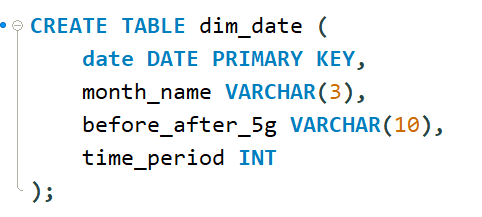 CREATE TABLE dim_date (
date DATE PRIMARY KEY,
month_name VARCHAR(3),
before_after_5g VARCHAR(10),
time_period INT
);